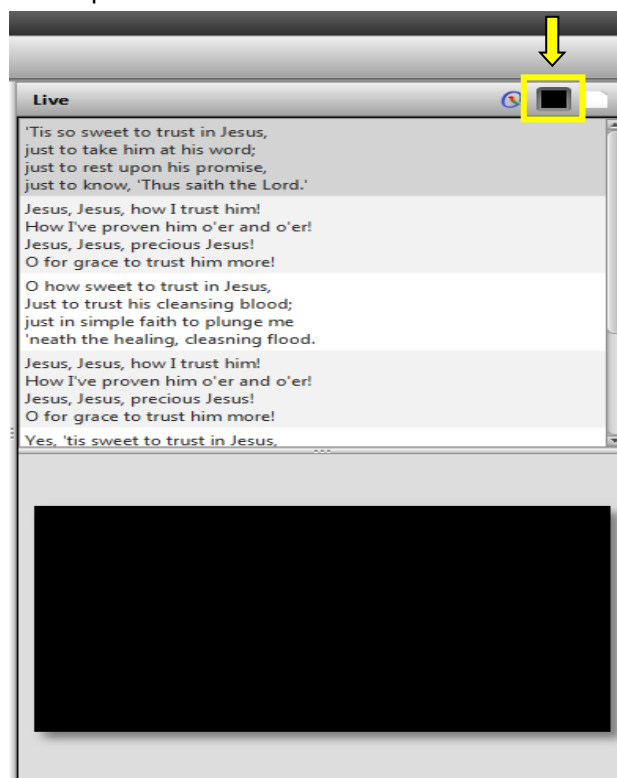 Live
'Tis so sweet to trust in Jesus,
just to take him at his word;
just to rest upon his promise,
just to know, 'Thus saith the Lord.'
Jesus, Jesus, how I trust him!
How I've proven him o'er and o'er!
Jesus, Jesus, precious Jesus!
O for grace to trust him more!
O how sweet to trust in Jesus,
Just to trust his cleansing blood;
just in simple faith to plunge me
'neath the healing, cleasning flood.
Jesus, Jesus, how I trust him!
How I've proven him o'er and o'er!
Jesus, Jesus, precious Jesus!
O for grace to trust him more!
Yes, 'tis sweet to trust in Jesus,